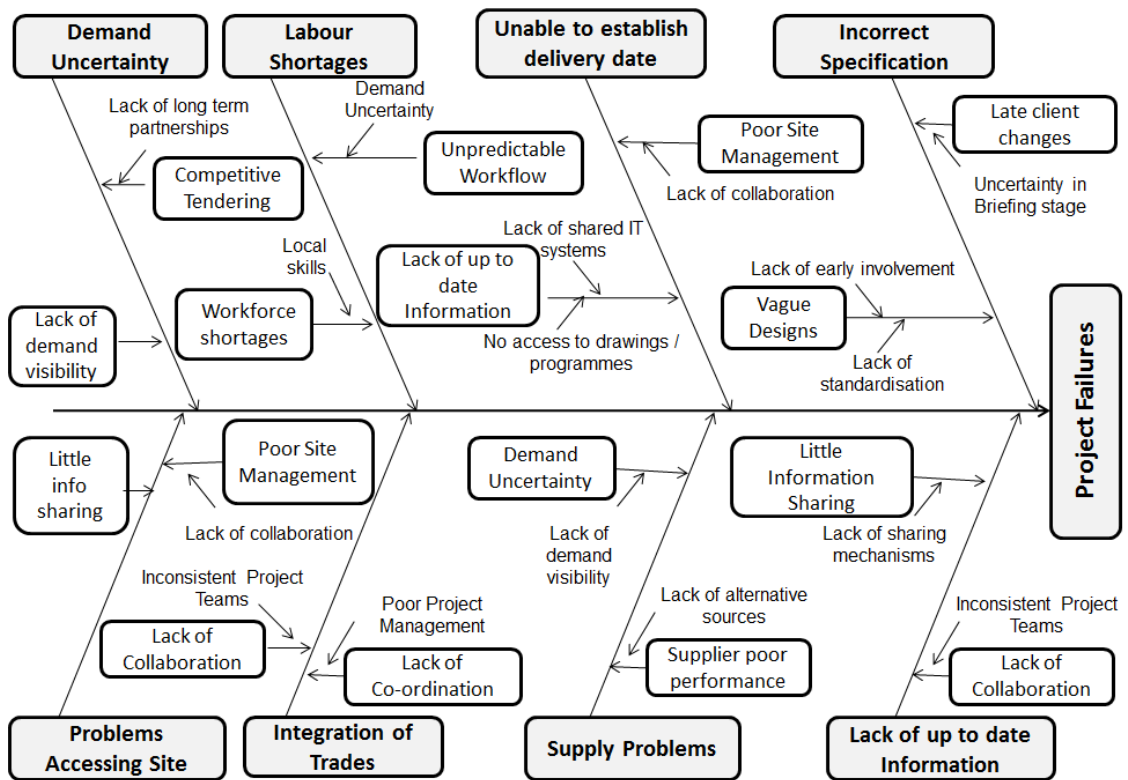 Demand
Uncertainty
Labour
Shortages
Unable to establish
delivery date
Incorrect
Specification
Lack of long term
partnerships
Competitive
Tendering
Lack of
demand
visibility
Demand
Uncertainty
Unpredictable
Workflow
Local
skills
Workforce
shortages
Poor Site
Management
Lack of collaboration
Lack of shared IT
systems
Lack of up to
date
Information
No access to drawings /
programmes
Late client
changes
Uncertainty in
Briefing stage
Lack of early involvement
Vague
Designs
Lack of
standardisation
Project Failures
Little
info
sharing
Poor Site
Management
Lack of collaboration
Inconsistent Project
Teams
Lack of
Collaboration
Poor Project
Management
Lack of
Co-ordination
Demand
Uncertainty
Lack of
demand
visibility
Lack of alternative
sources
Supplier poor
performance
Little
Information
Sharing
Lack of sharing
mechanisms
Inconsistent Project
Teams
Lack of
Collaboration
Problems
Accessing Site
Integration of
Trades
Supply Problems
Lack of up to date
Information